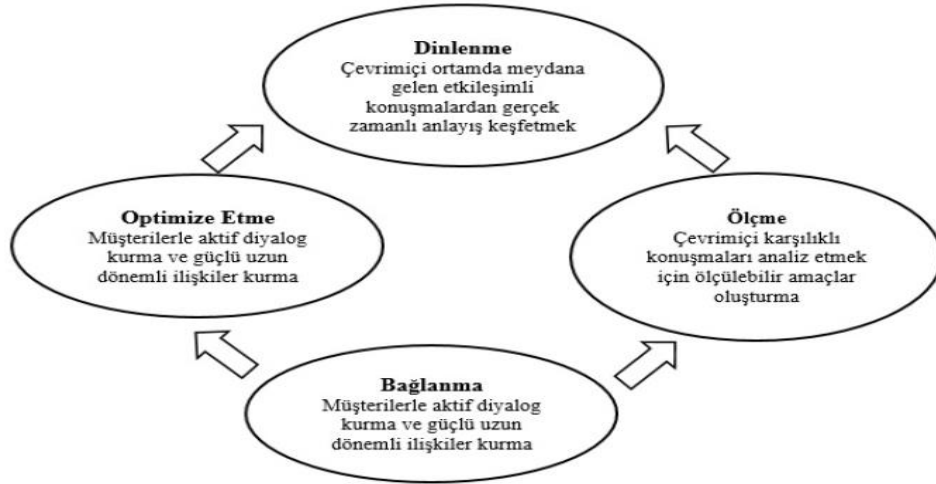 Dinlenme
Çevrimiçi ortamda meydana
gelen etkileşimli
konuşmalardan gerçek
zamanlı anlayış keşfetmek
Optimize Etme
Müşterilerle aktif diyalog
kurma ve güçlü uzun
dönemli ilişkiler kurma
Ölçme
Çevrimiçi karşılıklı
konuşmaları analiz etmek
için ölçülebilir amaçlar
oluşturma
Bağlanma
Müşterilerle aktif diyalog
kurma ve güçlü uzun
dönemli ilişkiler kurma